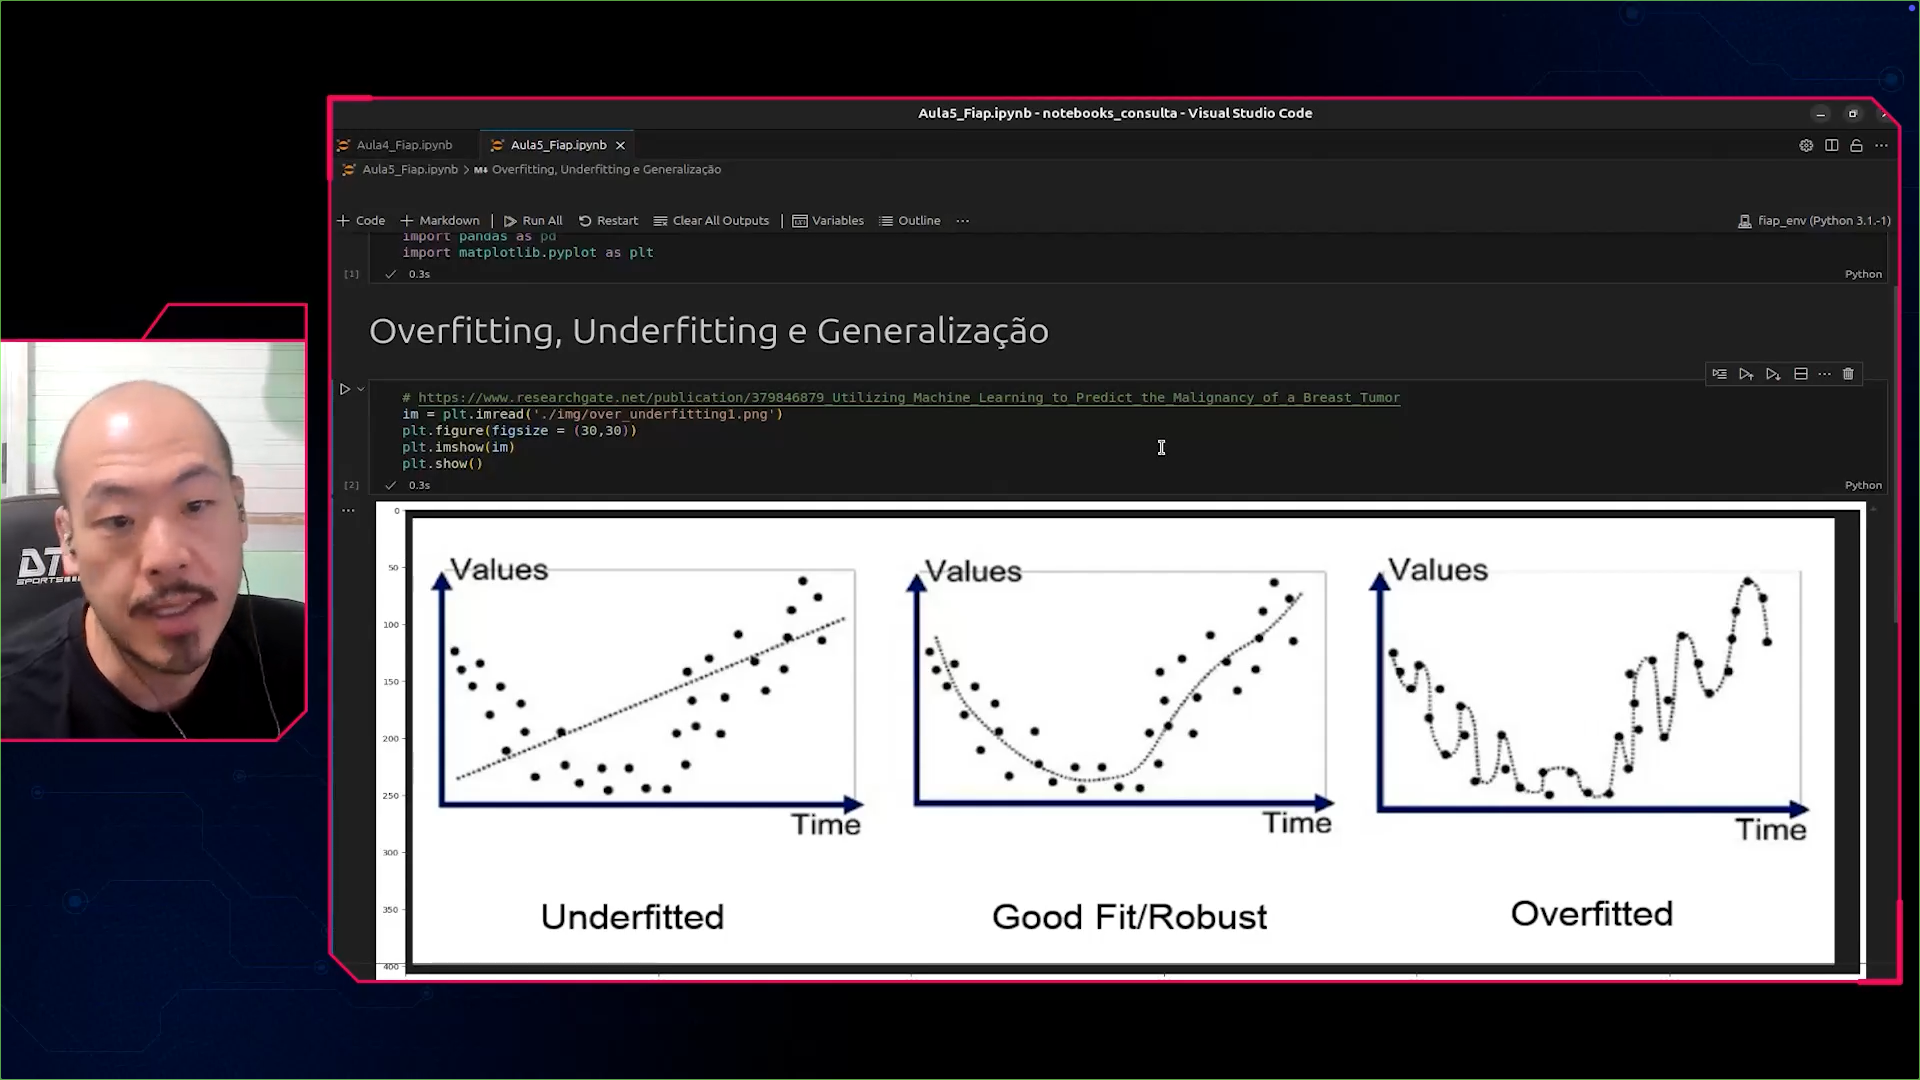 Aula5_Fiap.ipynb - notebooks_consulta - Visual Studio Code
Aula4_Fiap.ipynb
Aula5_Fiap.ipynb
Aula5_Fiap.ipynb > M↓ Overfitting, Underfitting e Generalização
+ Code + Markdown | Run All Restart Clear All Outputs | Variables Outline ...
fiap_env (Python 3.1.-1)
import pandas as pd
import matplotlib.pyplot as plt
[1] ✓ 0.3s Python
Overfitting, Underfitting e Generalização
# https://www.researchgate.net/publication/379846879_Utilizing_Machine_Learning_to_Predict_the_Malignancy_of_a_Breast_Tumor
im = plt.imread('./img/over_underfitting1.png')
plt.figure(figsize = (30,30))
plt.imshow(im)
plt.show()
[2] ✓ 0.3s Python
...
0
50
100
150
200
250
300
350
400
Values
Time
Underfitted
Values
Time
Good Fit/Robust
Values
Time
Overfitted
SPORTS